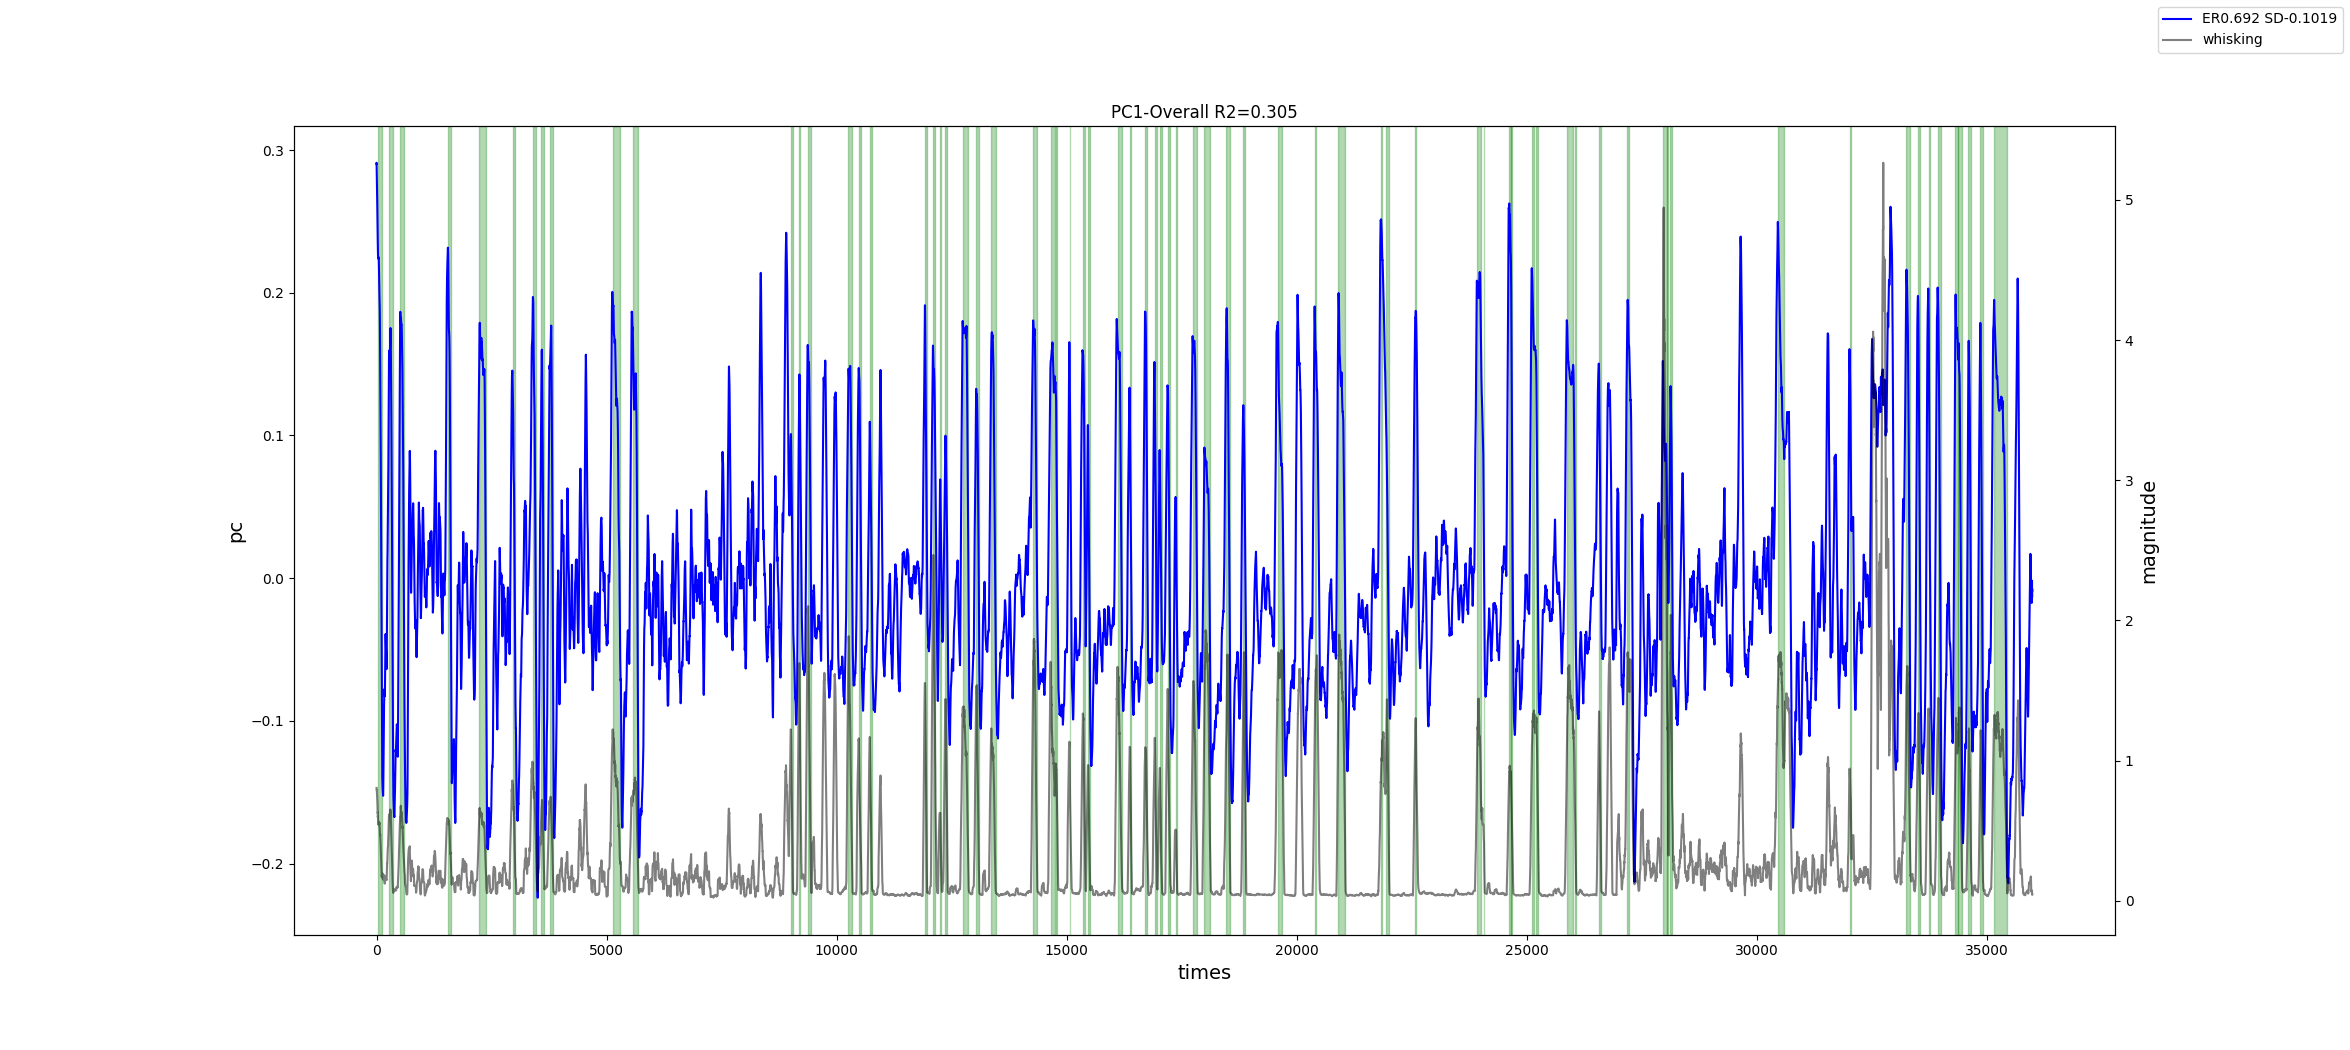 ER0.692 SD-0.1019
whisking
PC1-Overall R2=0.305
0.3
0.2
0.1
0.0
−0.1
−0.2
pc
5
4
3
2
1
0
magnitude
0 5000 10000 15000 20000 25000 30000 35000
times